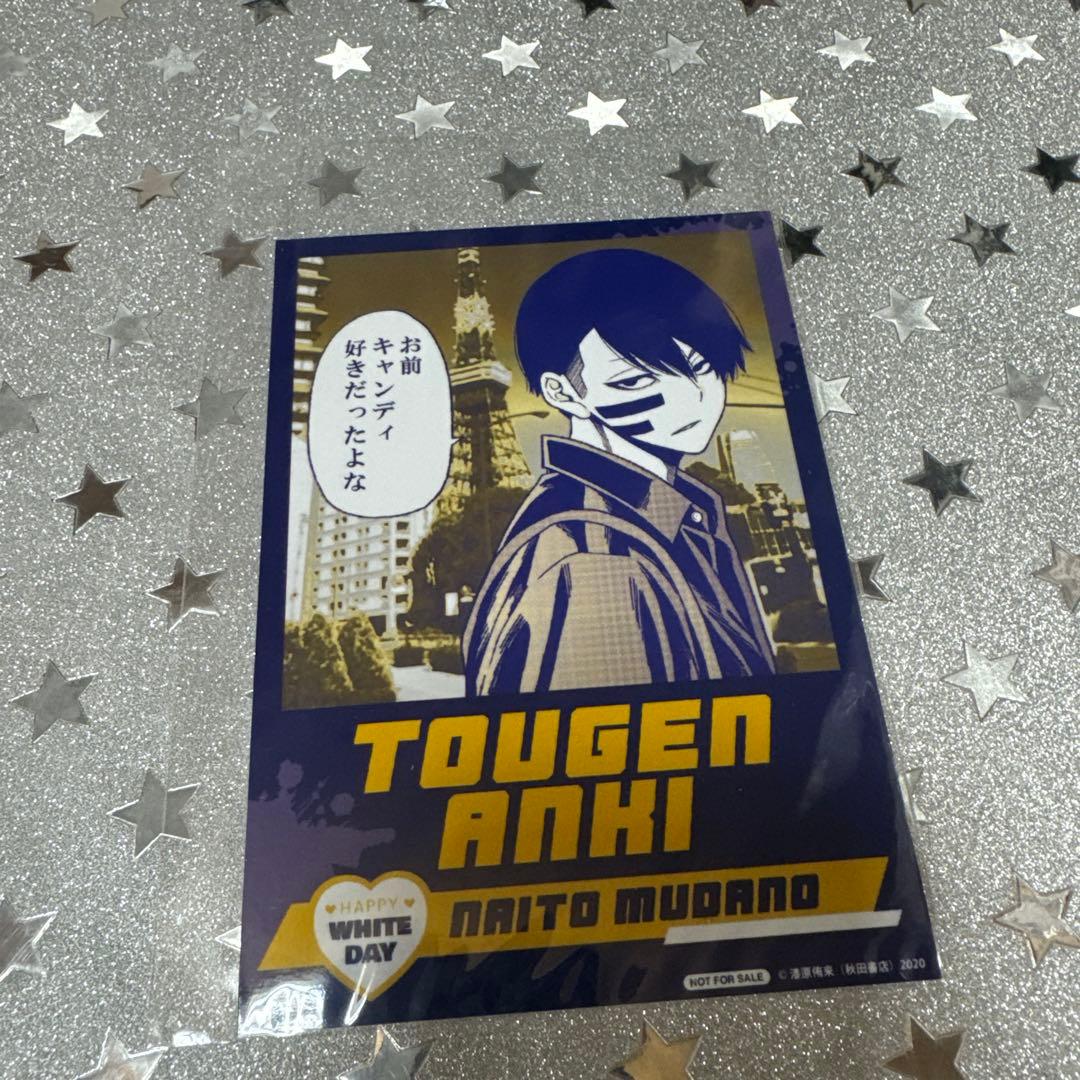 お前
キャンディ
好きだったよな
TOUGEN
ANKI
HAPPY
WHITE
DAY
NAITO MUDANO
NOT FOR SALE
©漆原侑来(秋田書店)2020